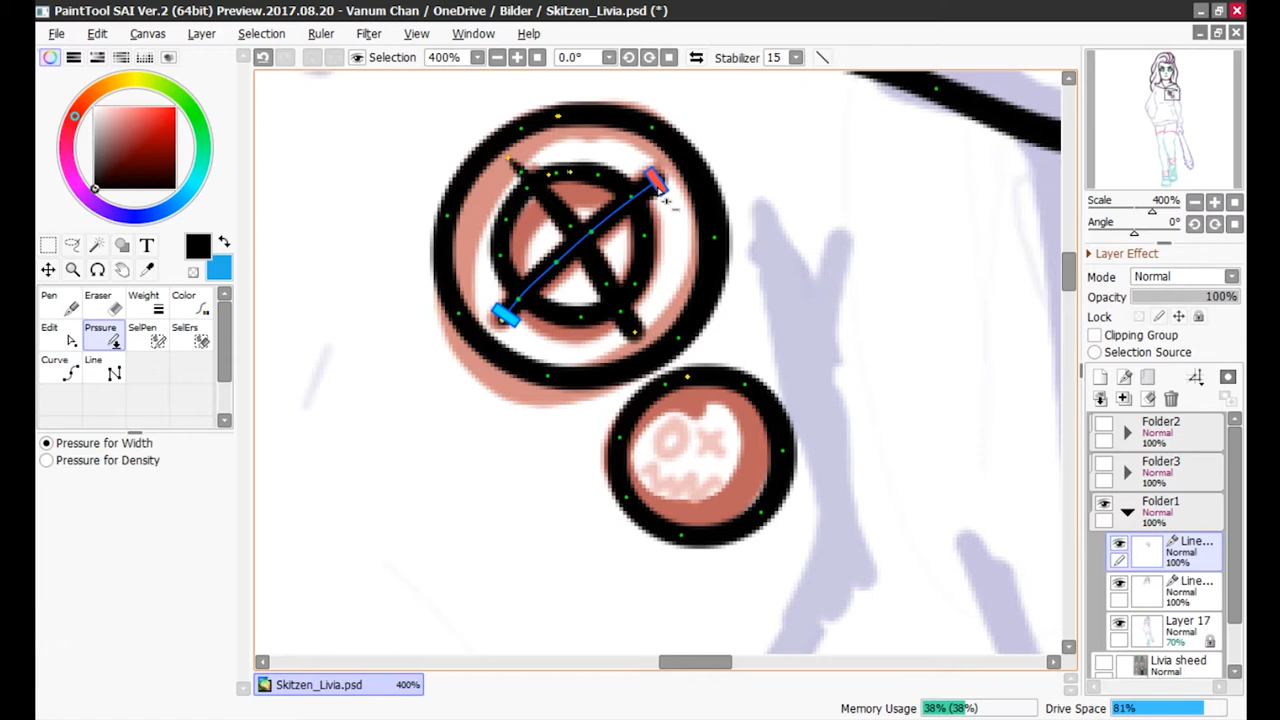 PaintTool SAI Ver.2 (64bit) Preview.2017.08.20 - Vanum Chan / OneDrive / Bilder / Skitzen_Livia.psd (*)
File Edit Canvas Layer Selection Ruler Filter View Window Help
Selection 400% 0.0° Stabilizer 15
T
Pen Eraser Weight Color
Edit Prssure SelPen SelErs
Curve Line
Pressure for Width
Pressure for Density
Ox
Scale 400%
Angle 0°
Layer Effect
Mode Normal
Opacity 100%
Lock
Clipping Group
Selection Source
Folder2
Normal
100%
Folder3
Normal
100%
Folder1
Normal
100%
Line...
Normal
100%
Line...
Normal
100%
Layer 17
Normal
70%
Livia sheed
Normal
Skitzen_Livia.psd 400%
Memory Usage 38% (38%) Drive Space 81%